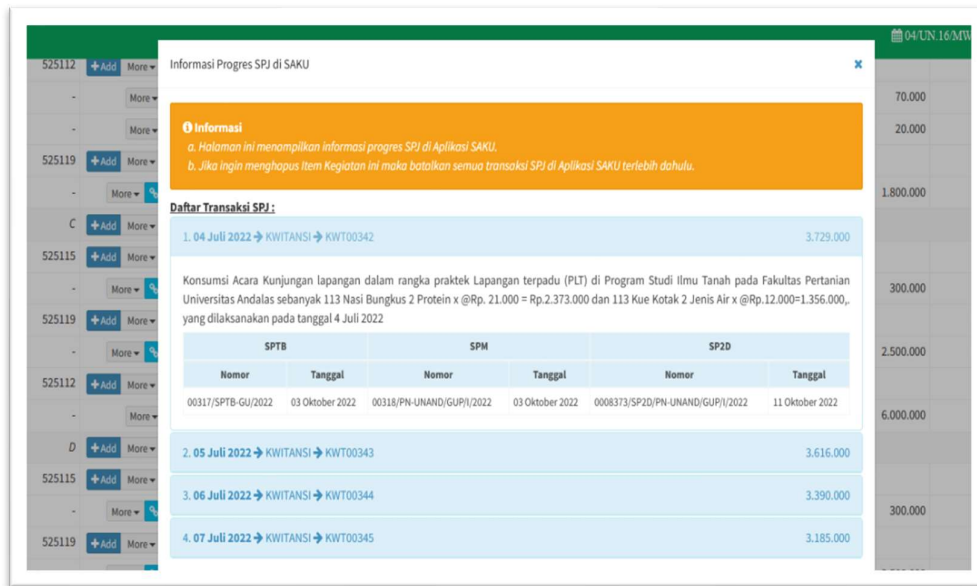 04/UN.16/MW
525112 +Add More
Informasi Progres SPJ di SAKU ×
- More 70.000
Informasi
- More 20.000
a. Halaman ini menampilkan informasi progres SPJ di Aplikasi SAKU.
b. Jika ingin menghapus Item Kegiatan ini maka batalkan semua transaksi SPJ di Aplikasi SAKU terlebih dahulu.
525119 +Add More
- More 1.800.000
Daftar Transaksi SPJ :
C +Add More
1. 04 Juli 2022 → KWITANSI → KWT00342 3.729.000
525115 +Add More
Konsumsi Acara Kunjungan lapangan dalam rangka praktek Lapangan terpadu (PLT) di Program Studi Ilmu Tanah pada Fakultas Pertanian
- More 300.000
Universitas Andalas sebanyak 113 Nasi Bungkus 2 Protein x @Rp. 21.000 = Rp.2.373.000 dan 113 Kue Kotak 2 Jenis Air x @Rp.12.000=1.356.000,.
yang dilaksanakan pada tanggal 4 Juli 2022
525119 +Add More
SPTB SPM SP2D
- More 2.500.000
Nomor Tanggal Nomor Tanggal Nomor Tanggal
525112 +Add More
00317/SPTB-GU/2022 03 Oktober 2022 00318/PN-UNAND/GUP/I/2022 03 Oktober 2022 0008373/SP2D/PN-UNAND/GUP/I/2022 11 Oktober 2022
- More 6.000.000
D +Add More
2. 05 Juli 2022 → KWITANSI → KWT00343 3.616.000
525115 +Add More
3. 06 Juli 2022 → KWITANSI → KWT00344 3.390.000
- More 300.000
525119 +Add More
4. 07 Juli 2022 → KWITANSI → KWT00345 3.185.000